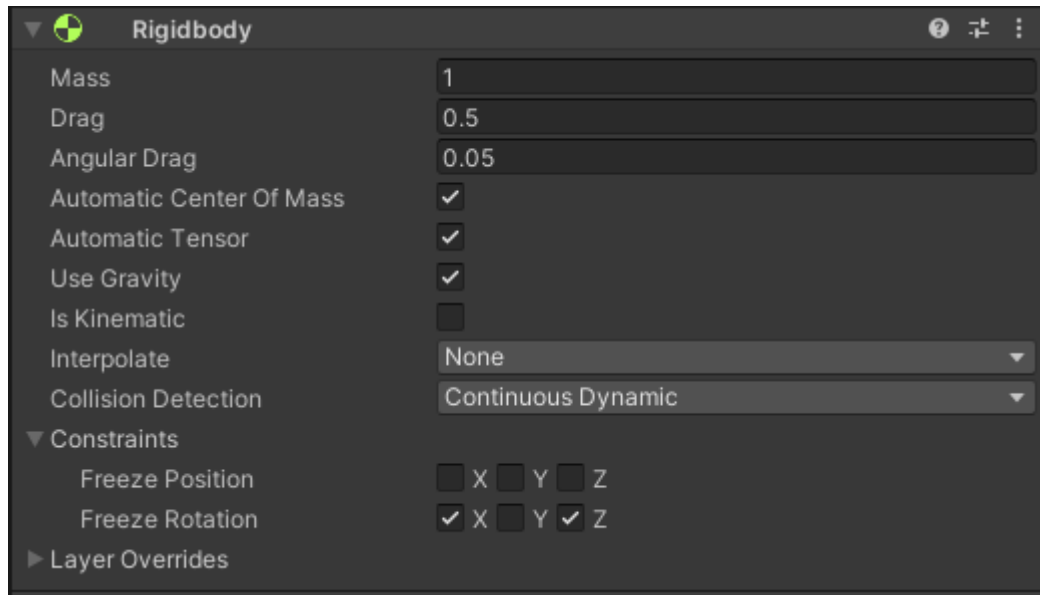 Rigidbody
Mass 1
Drag 0.5
Angular Drag 0.05
Automatic Center Of Mass
Automatic Tensor
Use Gravity
Is Kinematic
Interpolate None
Collision Detection Continuous Dynamic
Constraints
Freeze Position X Y Z
Freeze Rotation X Y Z
Layer Overrides